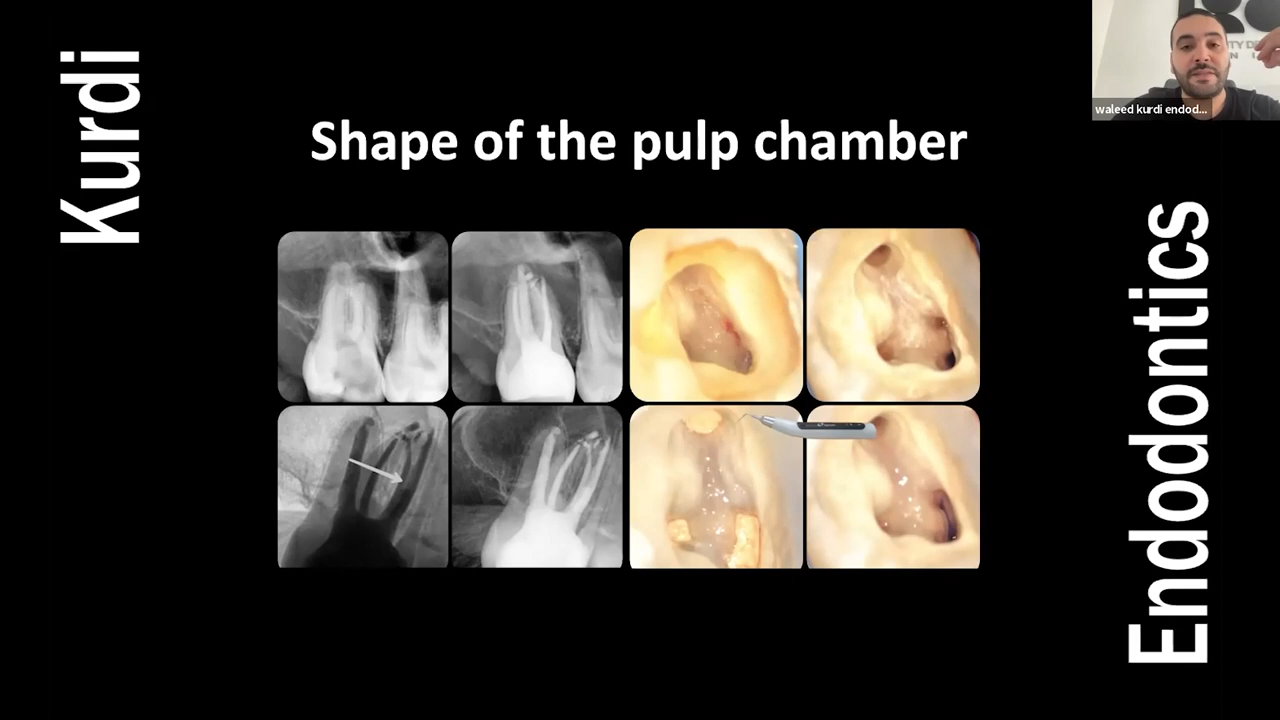 Kurdi
Shape of the pulp chamber
waleed kurdi endod...
Endodontics